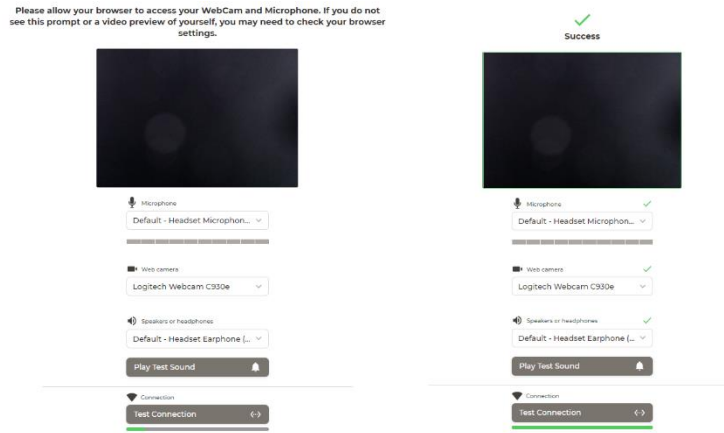 Please allow your browser to access your WebCam and Microphone. If you do not
see this prompt or a video preview of yourself, you may need to check your browser
settings.
Microphone
Default - Headset Microphon...
Web camera
Logitech Webcam C930e
Speakers or headphones
Default - Headset Earphone (...
Play Test Sound
Connection
Test Connection
Success
Microphone
Default - Headset Microphon...
Web camera
Logitech Webcam C930e
Speakers or headphones
Default - Headset Earphone (...
Play Test Sound
Connection
Test Connection